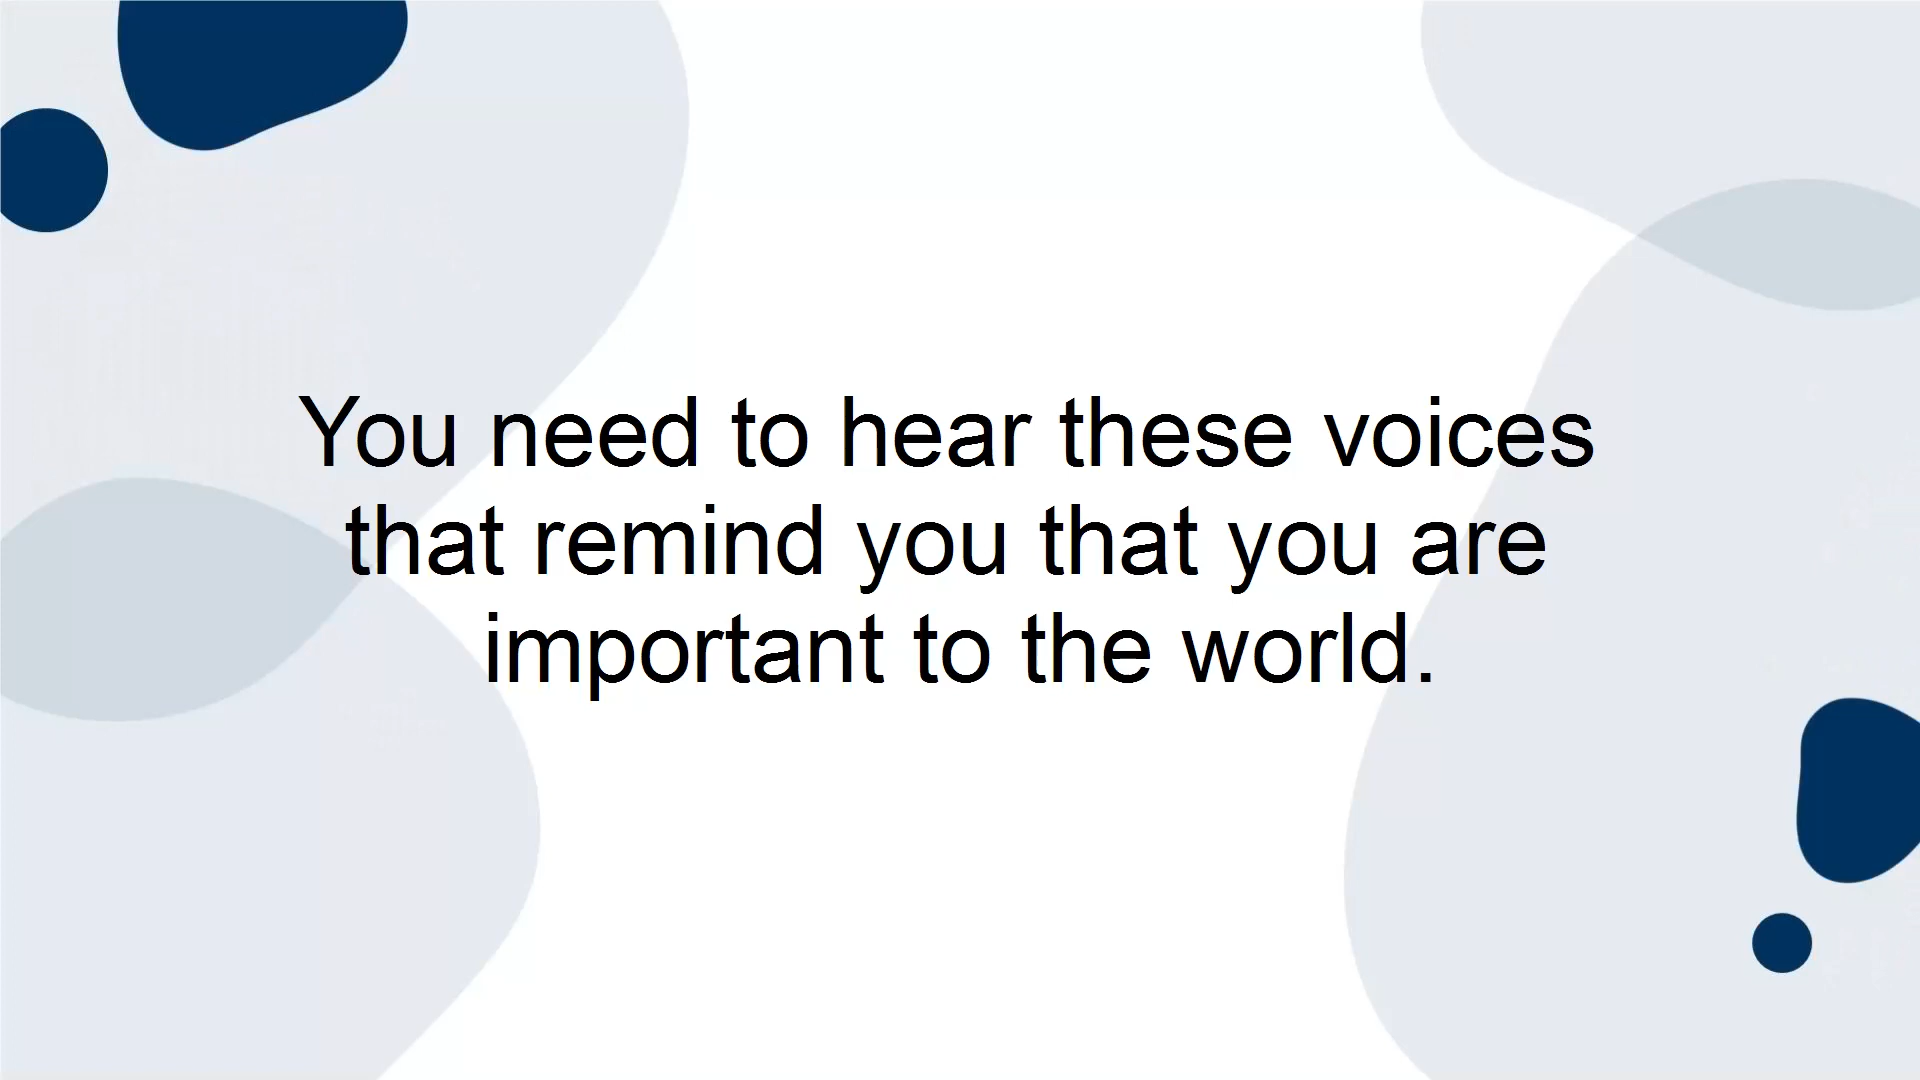 You need to hear these voices
that remind you that you are
important to the world.